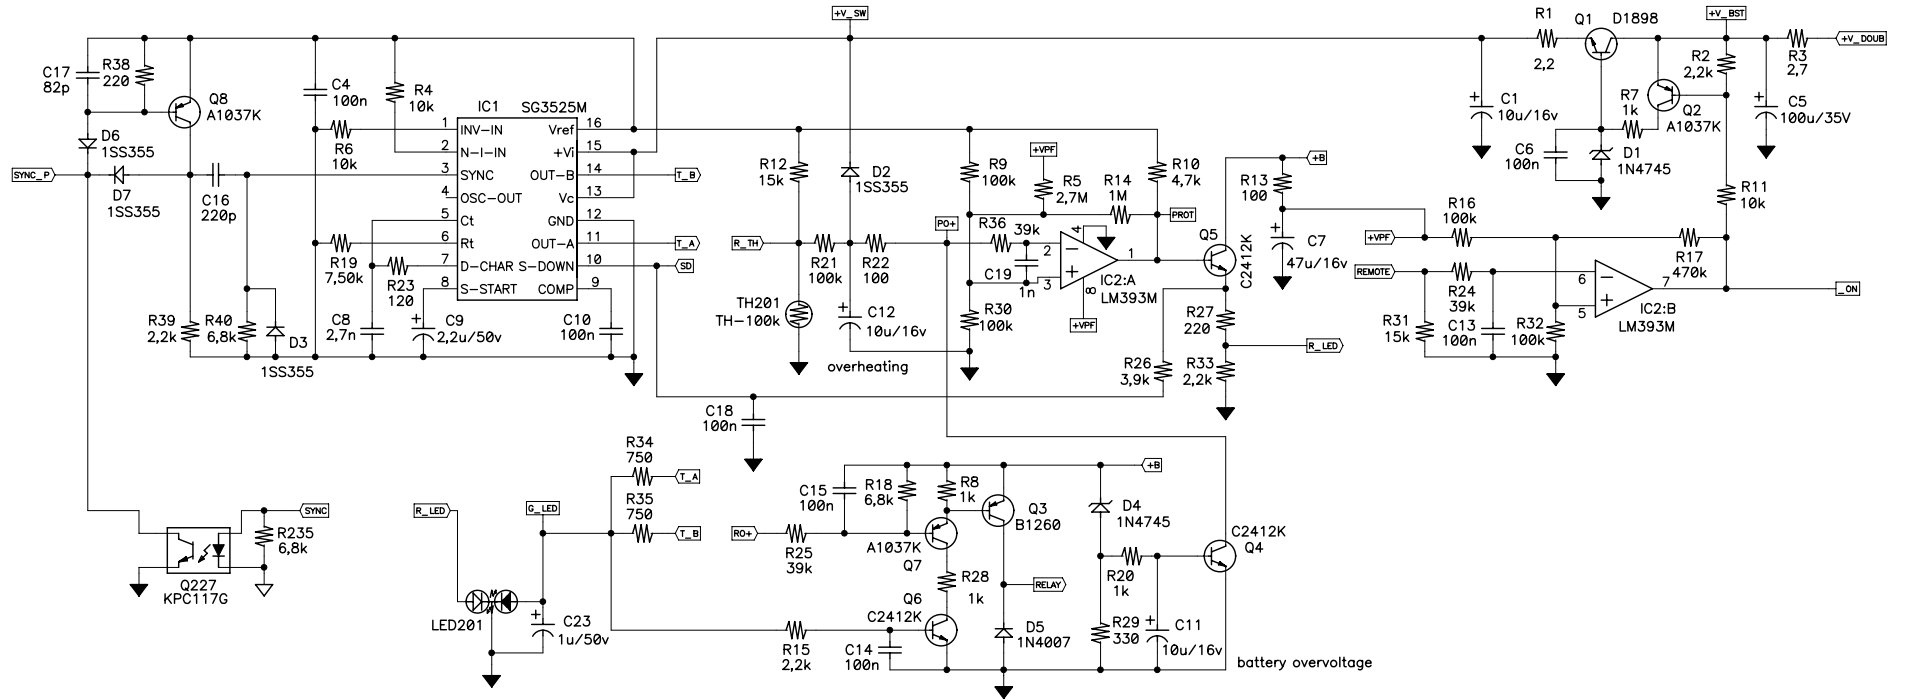 +V_SW
R1
2,2
Q1
D1898
+V_BST
R3
2,7
+V_DOUB
C17
82p
R38
220
Q8
A1037K
C4
100n
R4
10k
R6
10k
IC1
SG3525M
1 INV-IN
2 N-I-IN
3 SYNC
4 OSC-OUT
5 Ct
6 Rt
7 D-CHAR
8 S-START
Vref 16
+Vi 15
OUT-B 14
Vc 13
GND 12
OUT-A 11
S-DOWN 10
COMP 9
T_B
T_A
SD
C1
10u/16v
R2
2,2k
Q2
A1037K
R7
1k
C6
100n
D1
1N4745
C5
100u/35V
R11
10k
D6
1SS355
SYNC_P
D7
1SS355
C16
220p
R12
15k
D2
1SS355
R9
100k
+VPF
R5
2,7M
R14
1M
R10
4,7k
PROT
+B
R13
100
PO+
R36
39k
R_TH
R21
100k
R22
100
2
3
4
8
1
C19
1n
IC2:A
LM393M
+VPF
Q5
C2412K
C7
47u/16v
+VPF
R16
100k
R17
470k
REMOTE
R24
39k
6
5
7
IC2:B
LM393M
_ON
R19
7,50k
R23
120
R39
2,2k
R40
6,8k
D3
1SS355
C8
2,7n
C9
2,2u/50v
C10
100n
TH201
TH-100k
C12
10u/16v
overheating
R30
100k
R27
220
R_LED
R26
3,9k
R33
2,2k
R31
15k
C13
100n
R32
100k
C18
100n
R34
750
T_A
R35
750
T_B
R_LED
G_LED
SYNC
R235
6,8k
Q227
KPC117G
LED201
C23
1u/50v
RO+
R25
39k
C15
100n
R18
6,8k
R8
1k
Q3
B1260
A1037K
Q7
R28
1k
RELAY
Q6
C2412K
R15
2,2k
C14
100n
D5
1N4007
+B
D4
1N4745
R20
1k
C2412K
Q4
R29
330
C11
10u/16v
battery overvoltage